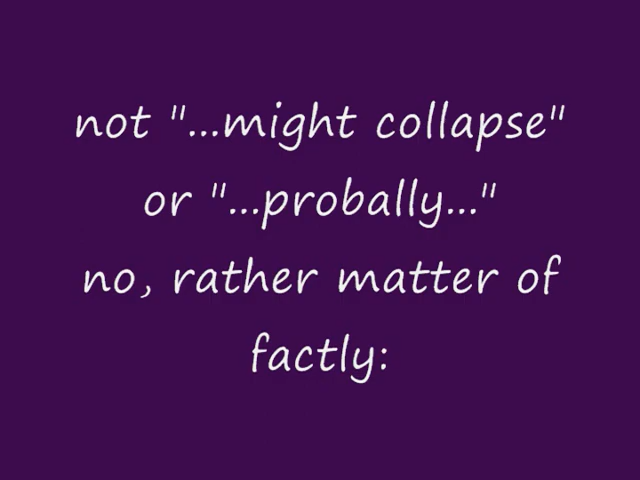 not "...might collapse"
or "...probally..."
no, rather matter of
factly: